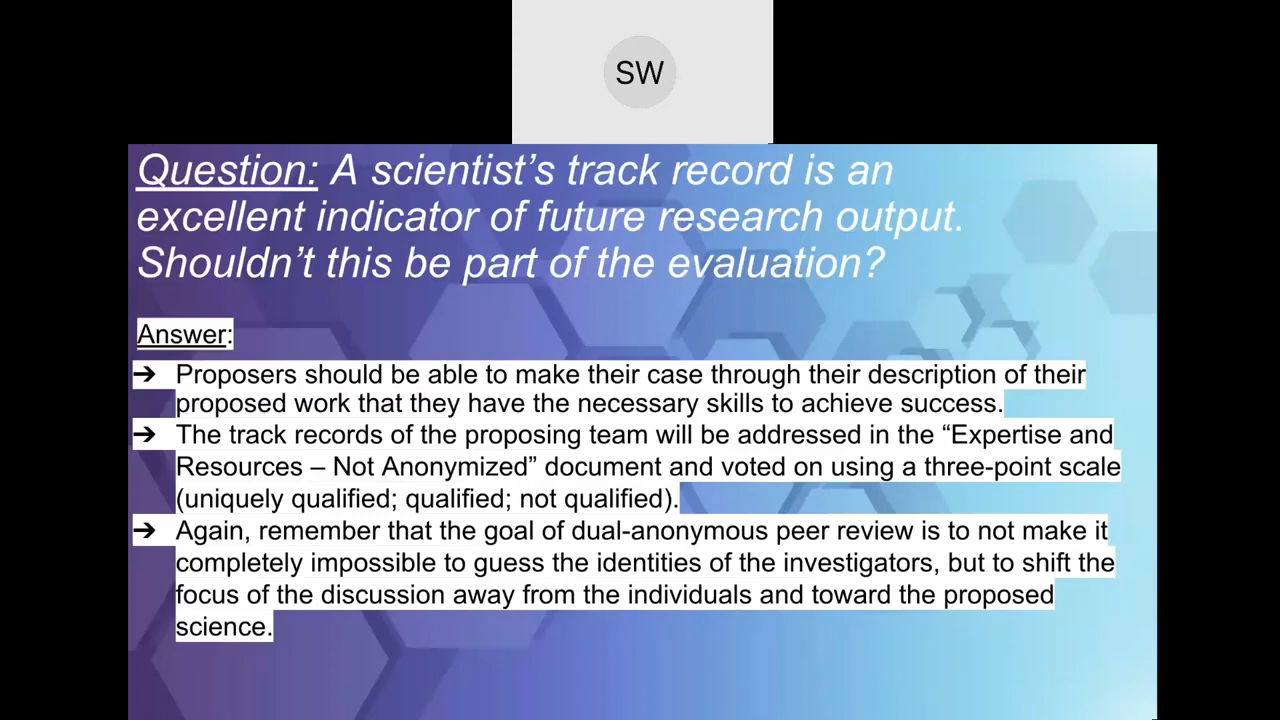 SW
Question: A scientist’s track record is an
excellent indicator of future research output.
Shouldn’t this be part of the evaluation?
Answer:
➔ Proposers should be able to make their case through their description of their
proposed work that they have the necessary skills to achieve success.
➔ The track records of the proposing team will be addressed in the “Expertise and
Resources – Not Anonymized” document and voted on using a three-point scale
(uniquely qualified; qualified; not qualified).
➔ Again, remember that the goal of dual-anonymous peer review is to not make it
completely impossible to guess the identities of the investigators, but to shift the
focus of the discussion away from the individuals and toward the proposed
science.